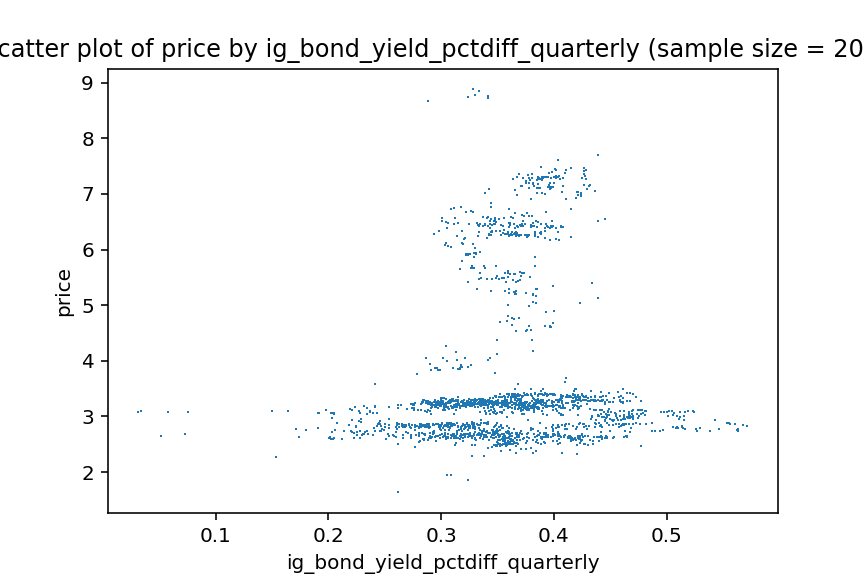 catter plot of price by ig_bond_yield_pctdiff_quarterly (sample size = 20
9
8
7
6
5
4
3
2
price
0.1 0.2 0.3 0.4 0.5
ig_bond_yield_pctdiff_quarterly